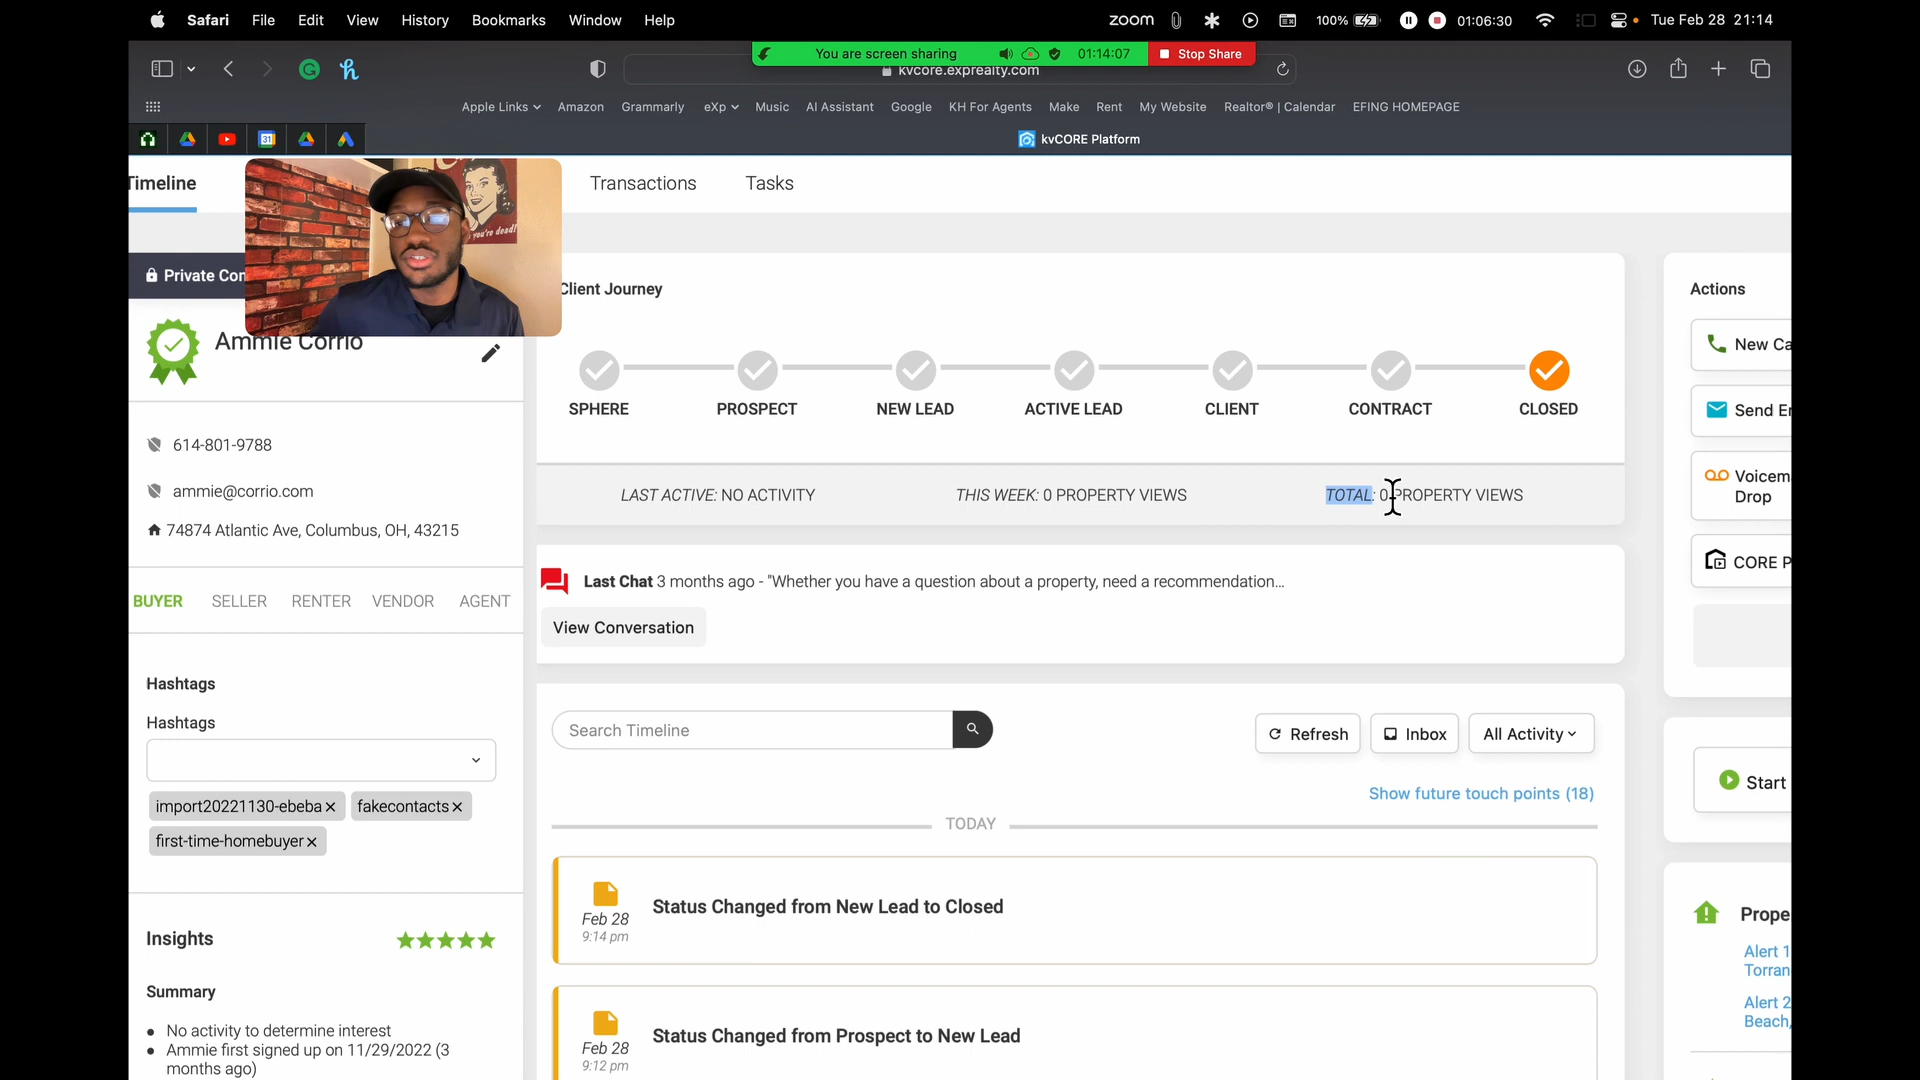 Safari File Edit View History Bookmarks Window Help zoom 100% 01:06:30 Tue Feb 28 21:14
You are screen sharing 01:14:07 Stop Share
kvcore.exprealty.com
Apple Links Amazon Grammarly eXp Music AI Assistant Google KH For Agents Make Rent My Website Realtor® | Calendar EFING HOMEPAGE
31 kvCORE Platform
Timeline Transactions Tasks
you're dead!
Private Con
Client Journey
Actions
Ammie Corrio
New Ca
SPHERE PROSPECT NEW LEAD ACTIVE LEAD CLIENT CONTRACT CLOSED
Send Er
614-801-9788
ammie@corrio.com
LAST ACTIVE: NO ACTIVITY THIS WEEK: 0 PROPERTY VIEWS TOTAL: 0 PROPERTY VIEWS
Voicem
Drop
74874 Atlantic Ave, Columbus, OH, 43215
CORE P
Last Chat 3 months ago - "Whether you have a question about a property, need a recommendation...
BUYER SELLER RENTER VENDOR AGENT
View Conversation
Hashtags
Hashtags
Search Timeline Refresh Inbox All Activity
Start
Show future touch points (18)
import20221130-ebeba × fakecontacts ×
first-time-homebuyer ×
TODAY
Feb 28
9:14 pm
Status Changed from New Lead to Closed
Prope
Alert 1
Torran
Alert 2
Beach,
Insights
Summary
No activity to determine interest
Ammie first signed up on 11/29/2022 (3
months ago)
Feb 28
9:12 pm
Status Changed from Prospect to New Lead